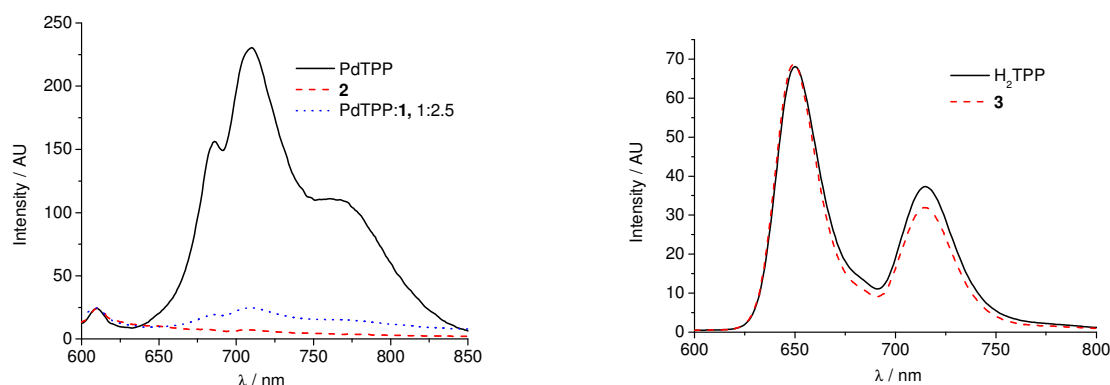 250
200
150
100
50
0
Intensity / AU
PdTPP
2
PdTPP:1, 1:2.5
600 650 700 750 800 850
λ / nm
70
60
50
40
30
20
10
0
Intensity / AU
H₂TPP
3
600 650 700 750 800
λ / nm